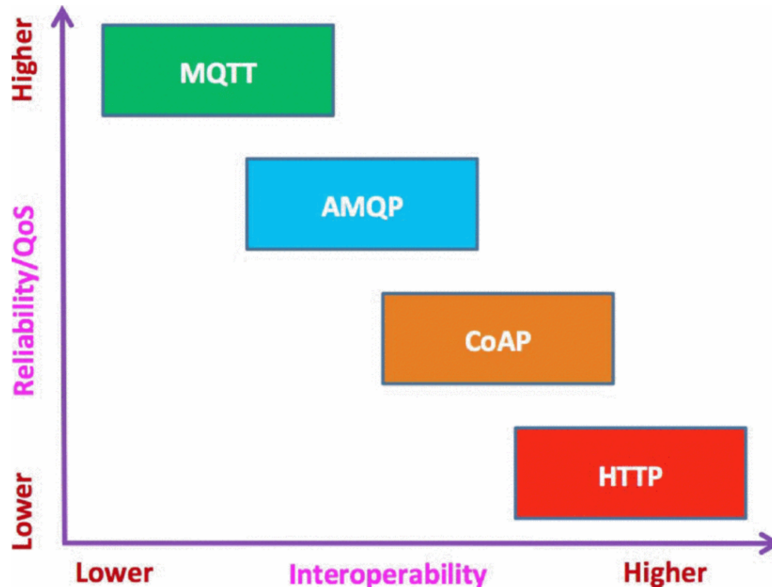 Higher
MQTT
AMQP
Reliability/QoS
CoAP
HTTP
Lower
Lower Interoperability Higher